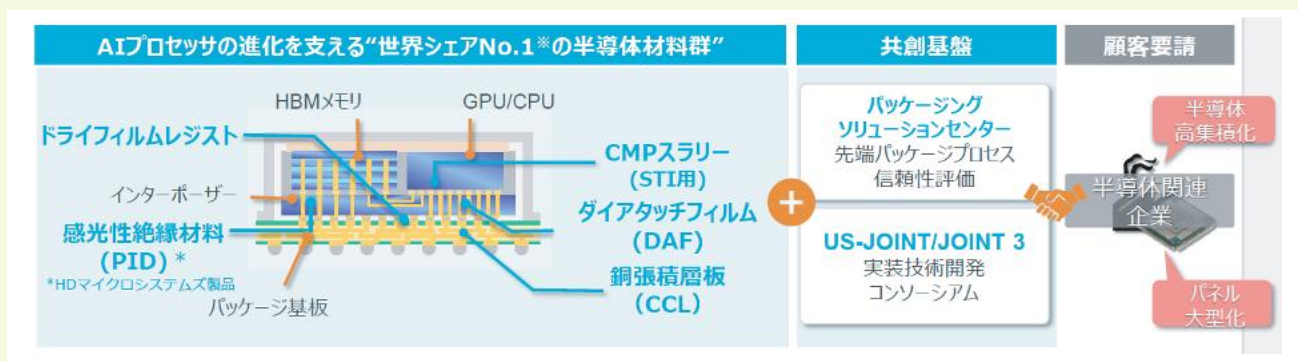 AIプロセッサの進化を支える“世界シェアNo.1※の半導体材料群”
HBMメモリ
GPU/CPU
ドライフィルムレジスト
インターポーザー
感光性絶縁材料
(PID) *
*HDマイクロシステムズ製品
パッケージ基板
CMPスラリー
(STI用)
ダイアタッチフィルム
(DAF)
銅張積層板
(CCL)
+
共創基盤
パッケージング
ソリューションセンター
先端パッケージプロセス
信頼性評価
US-JOINT/JOINT 3
実装技術開発
コンソーシアム
顧客要請
半導体
高集積化
半導体関連
企業
パネル
大型化